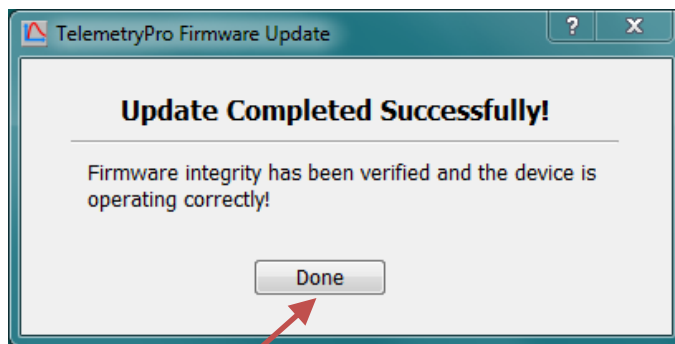 TelemetryPro Firmware Update
? X
Update Completed Successfully!
Firmware integrity has been verified and the device is
operating correctly!
Done